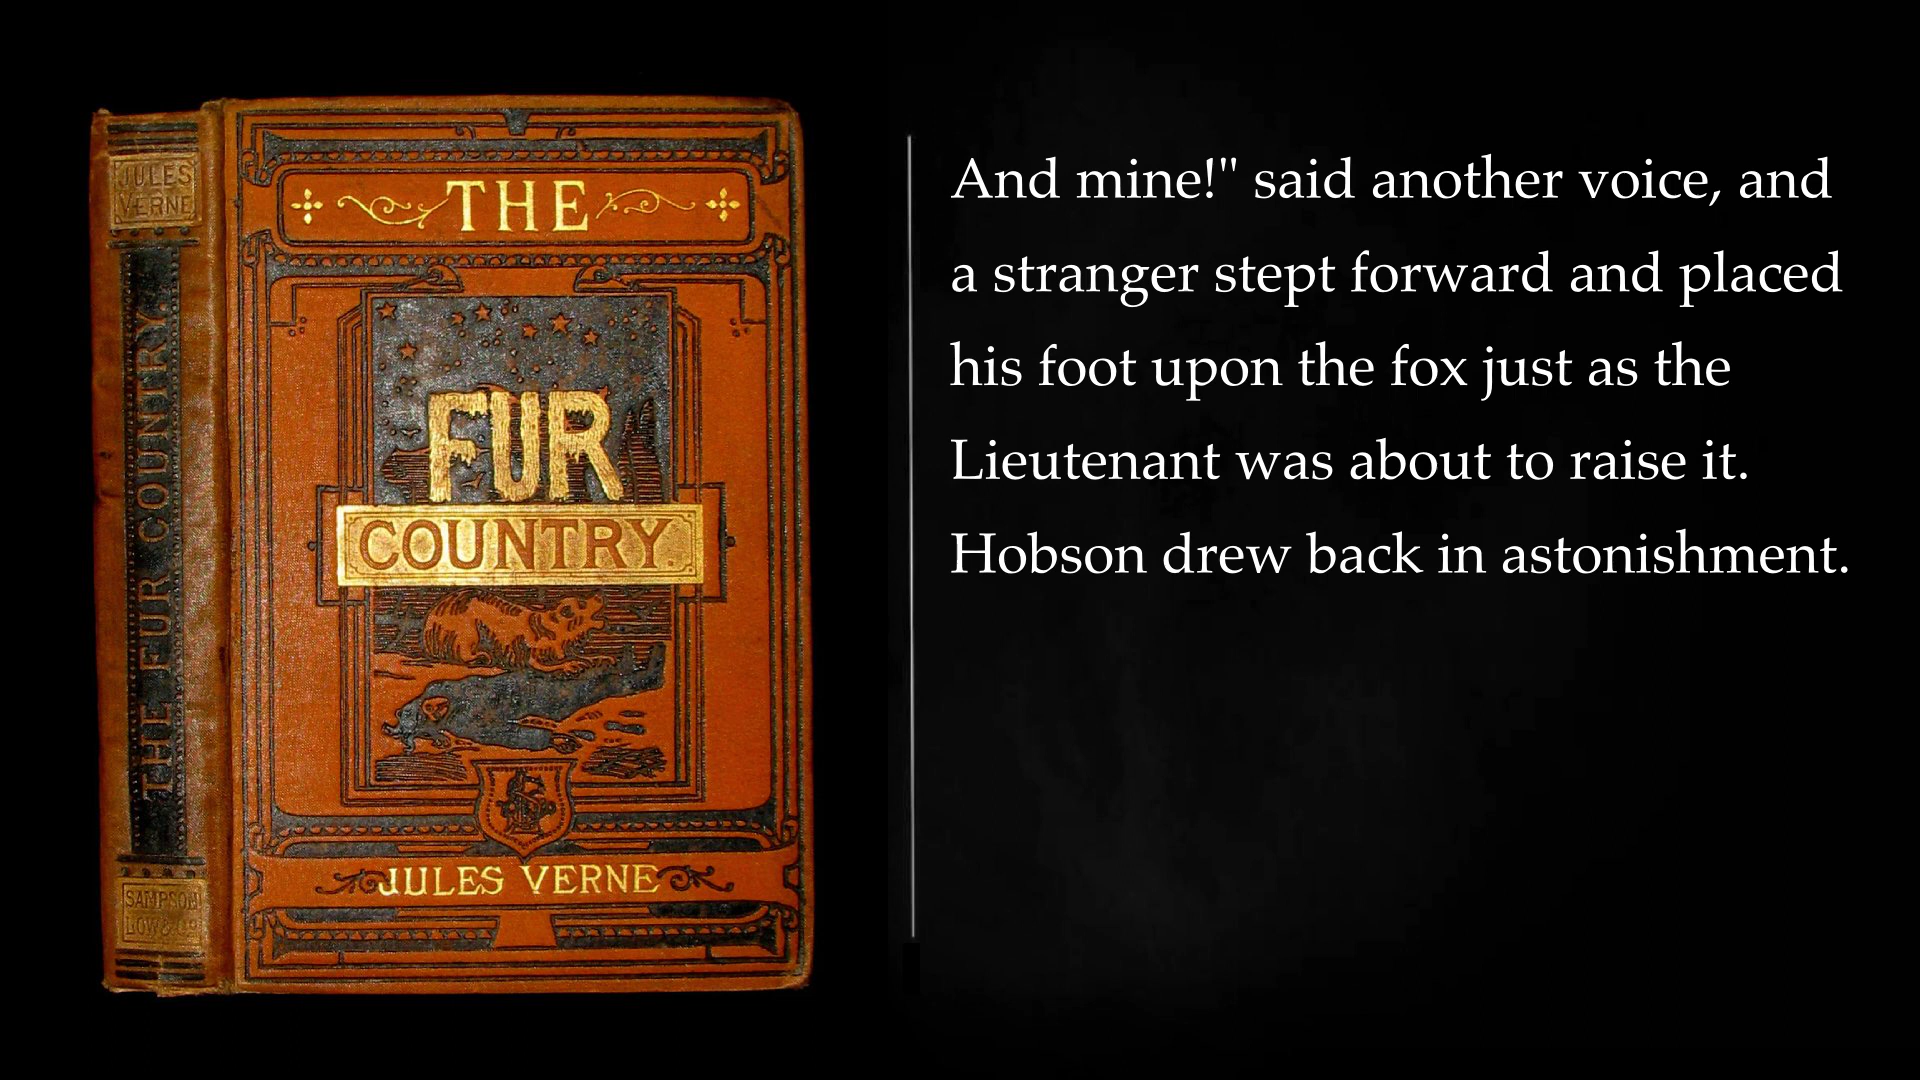 JULES
VERNE
THE FUR COUNTRY.
SAMPSON
LOW & Co
THE
FUR
COUNTRY.
JULES VERNE
And mine!" said another voice, and
a stranger stept forward and placed
his foot upon the fox just as the
Lieutenant was about to raise it.
Hobson drew back in astonishment.